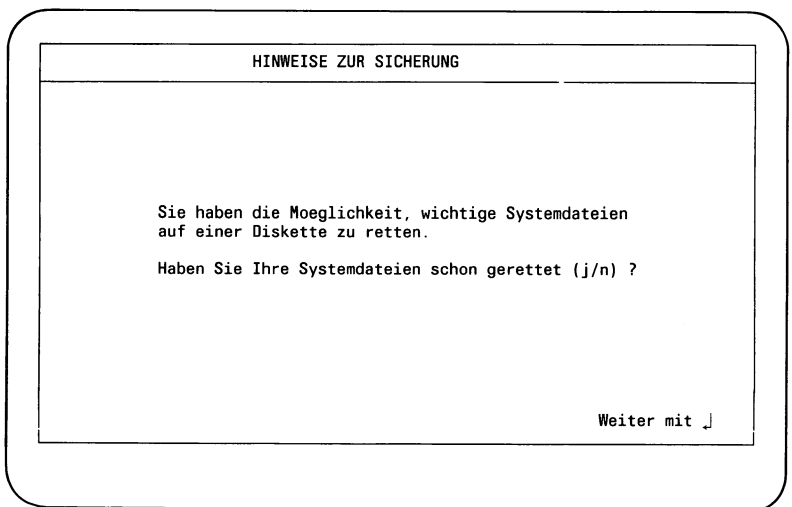 HINWEISE ZUR SICHERUNG
Sie haben die Moeglichkeit, wichtige Systemdateien
auf einer Diskette zu retten.
Haben Sie Ihre Systemdateien schon gerettet (j/n) ?
Weiter mit ↵